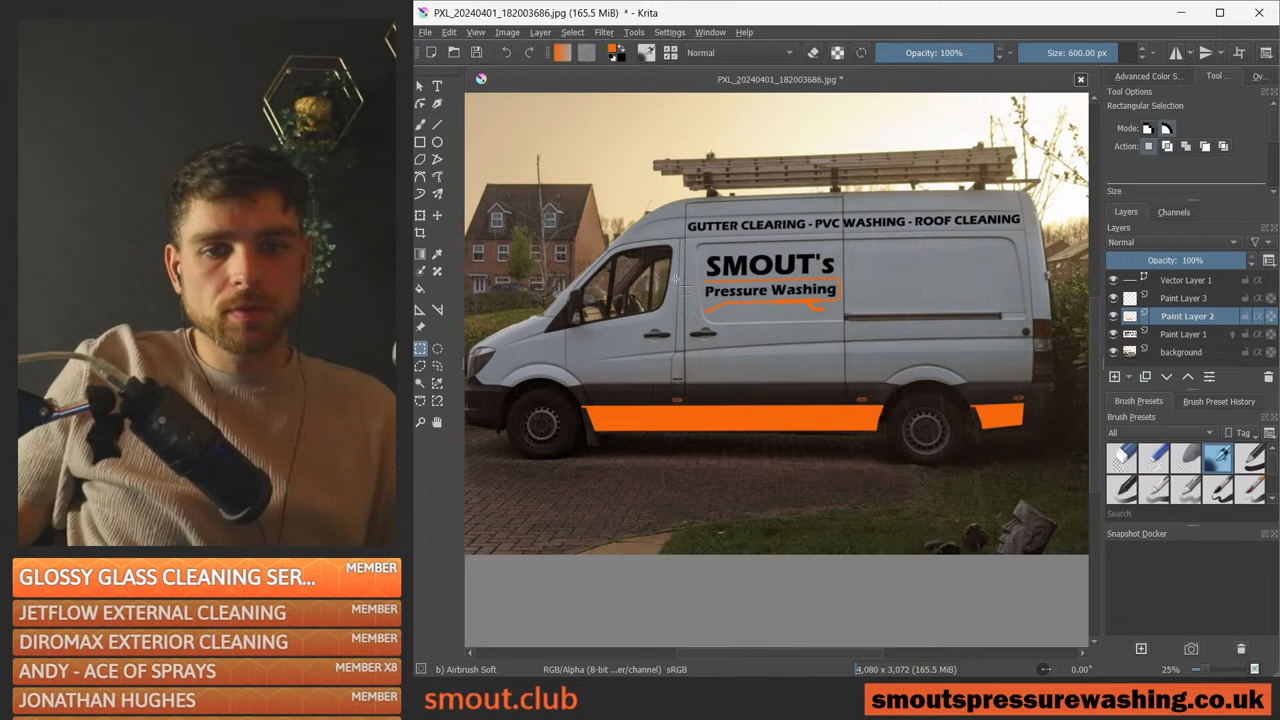 PXL_20240401_182003686.jpg (165.5 MiB) * - Krita
File Edit View Image Layer Select Filter Tools Settings Window Help
Normal
Opacity: 100%
Size: 600.00 px
PXL_20240401_182003686.jpg *
Advanced Color S... Tool ... Ov...
Tool Options
Rectangular Selection
Mode:
Action:
Size
Layers Channels
Layers
Normal
Opacity: 100%
Vector Layer 1
Paint Layer 3
Paint Layer 2
Paint Layer 1
background
Brush Presets Brush Preset History
Brush Presets
All
Tag
Search
Snapshot Docker
GUTTER CLEARING - PVC WASHING - ROOF CLEANING
SMOUT's
Pressure Washing
b) Airbrush Soft
RGB/Alpha (8-bit ...er/channel) sRGB
4,080 x 3,072 (165.5 MiB)
0.00°
25%
GLOSSY GLASS CLEANING SER... MEMBER
JETFLOW EXTERNAL CLEANING MEMBER
DIROMAX EXTERIOR CLEANING MEMBER
ANDY - ACE OF SPRAYS MEMBER X8
JONATHAN HUGHES MEMBER
smout.club
smoutspressurewashing.co.uk